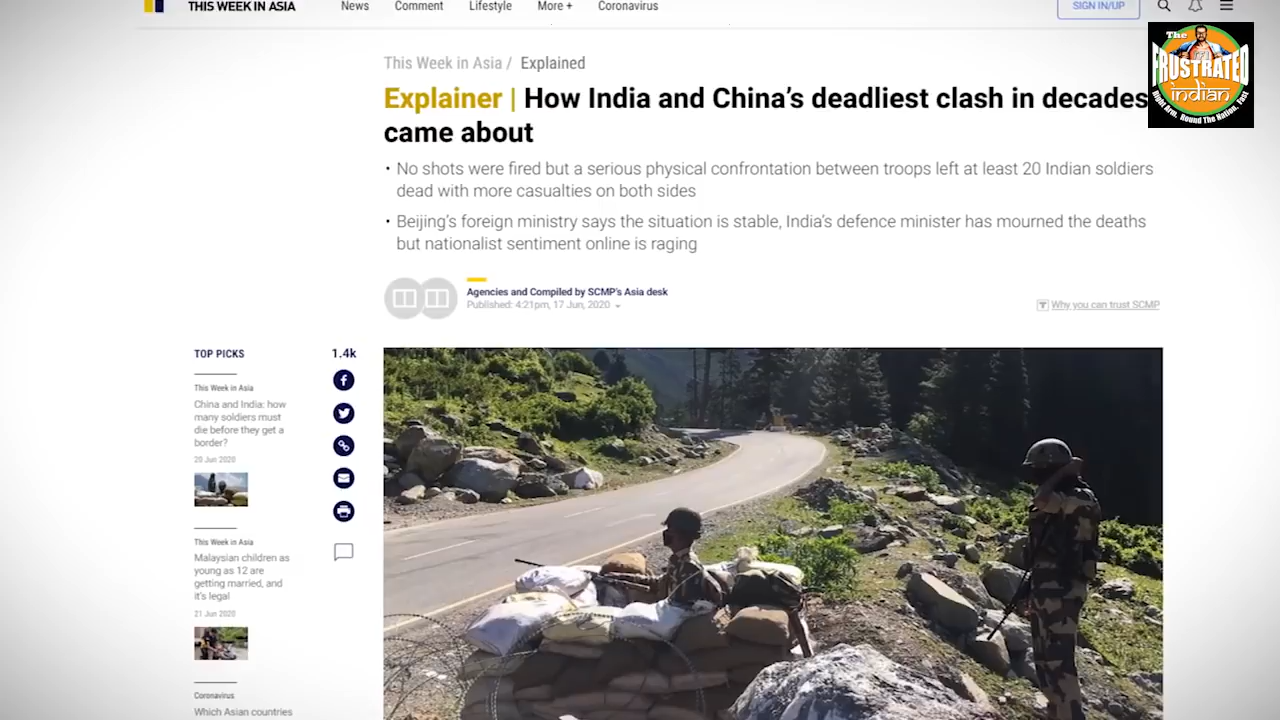 THIS WEEK IN ASIA
News
Comment
Lifestyle
More +
Coronavirus
SIGN IN/UP
The
FRUSTRATED
indian
Right Arm, Round The Nation, Fast
This Week in Asia / Explained
Explainer | How India and China's deadliest clash in decades
came about
• No shots were fired but a serious physical confrontation between troops left at least 20 Indian soldiers
dead with more casualties on both sides
• Beijing's foreign ministry says the situation is stable, India's defence minister has mourned the deaths
but nationalist sentiment online is raging
Agencies and Compiled by SCMP's Asia desk
Published: 4:21pm, 17 Jun, 2020
Why you can trust SCMP
TOP PICKS
1.4k
This Week in Asia
China and India: how
many soldiers must
die before they get a
border?
20 Jun 2020
This Week in Asia
Malaysian children as
young as 12 are
getting married, and
it's legal
21 Jun 2020
Coronavirus
Which Asian countries